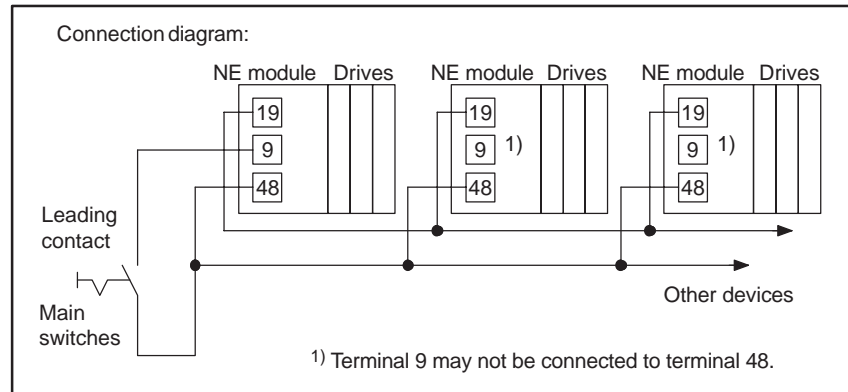 Connection diagram:
NE module Drives NE module Drives NE module Drives
19 19 19
9 9 1) 9 1)
48 48 48
Leading
contact
Other devices
Main
switches
1) Terminal 9 may not be connected to terminal 48.